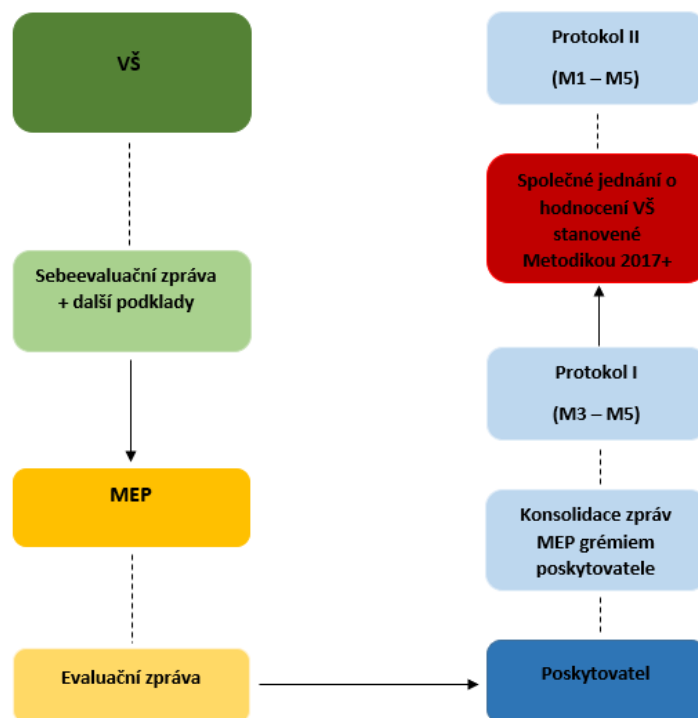 VŠ
Sebeevaluační zpráva
+ další podklady
MEP
Evaluační zpráva
Poskytovatel
Konsolidace zpráv
MEP grémiem
poskytovatele
Protokol I
(M3 – M5)
Společné jednání o
hodnocení VŠ
stanovené
Metodikou 2017+
Protokol II
(M1 – M5)